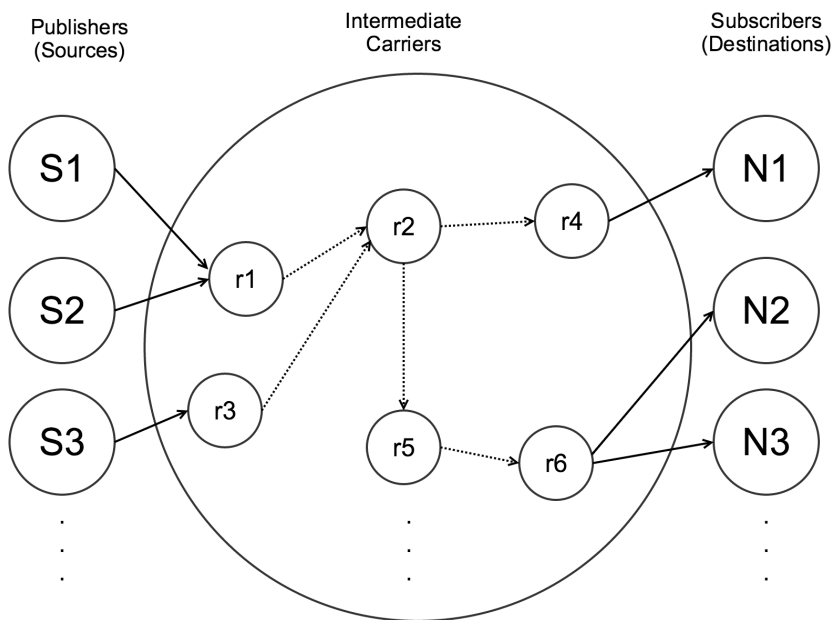 Publishers
(Sources)
Intermediate
Carriers
Subscribers
(Destinations)
S1
S2
S3
r1
r2
r3
r4
r5
r6
N1
N2
N3